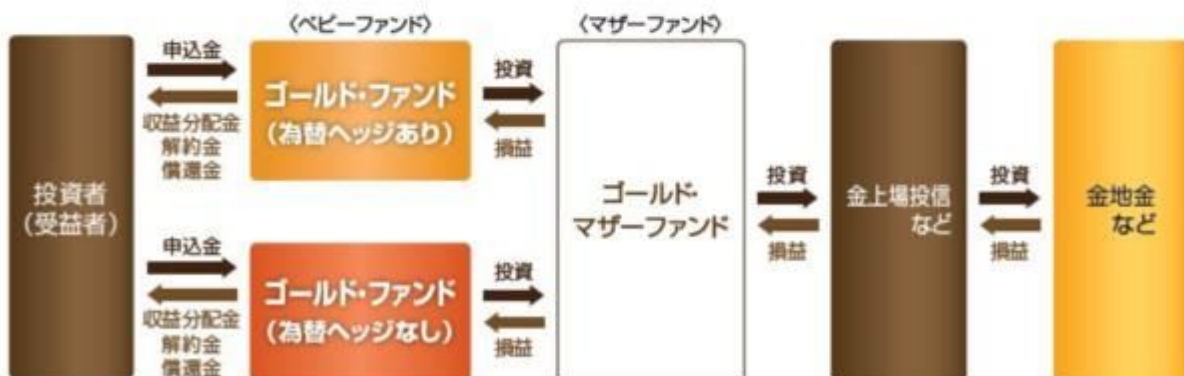 〈ベビーファンド〉
〈マザーファンド〉
投資者
(受益者)
申込金
収益分配金
解約金
償還金
ゴールド・ファンド
(為替ヘッジあり)
投資
損益
申込金
収益分配金
解約金
償還金
ゴールド・ファンド
(為替ヘッジなし)
投資
損益
ゴールド・
マザーファンド
投資
損益
金上場投信
など
投資
損益
金地金
など